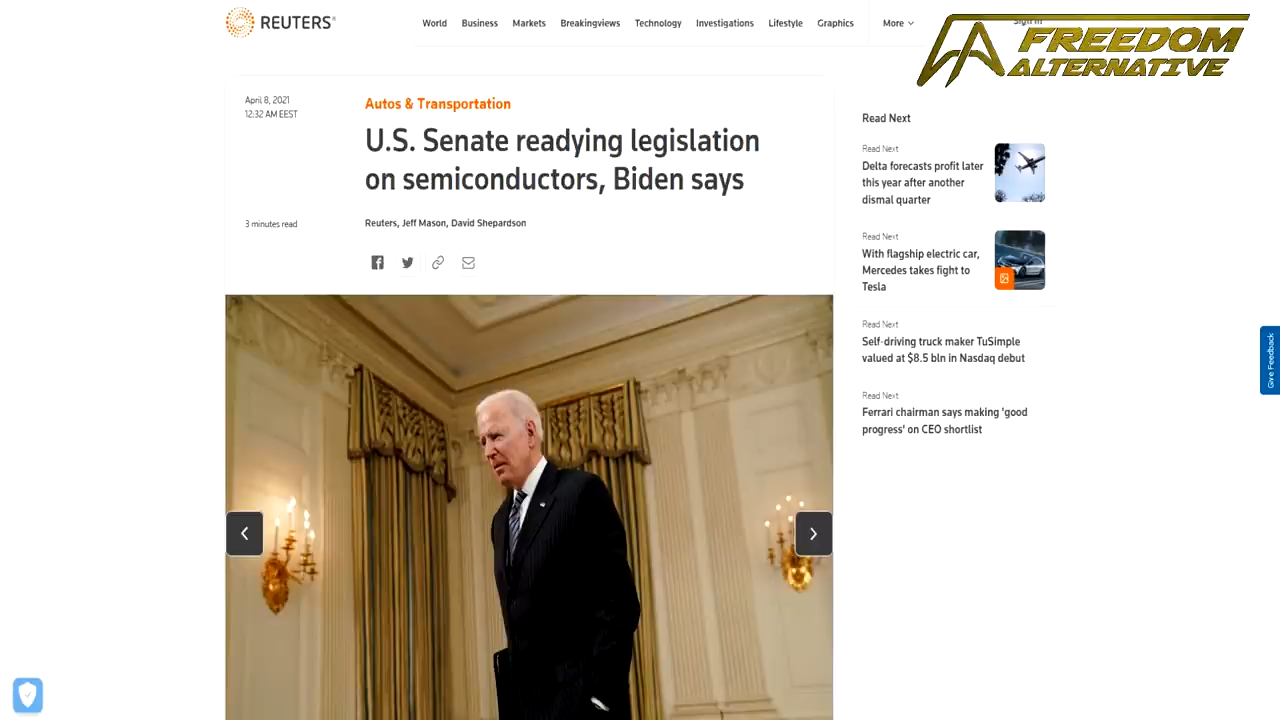 REUTERS
World Business Markets Breakingviews Technology Investigations Lifestyle Graphics More
Sign In
FREEDOM
ALTERNATIVE
April 8, 2021
12:32 AM EEST
Autos & Transportation
U.S. Senate readying legislation
on semiconductors, Biden says
3 minutes read
Reuters, Jeff Mason, David Shepardson
Read Next
Read Next
Delta forecasts profit later
this year after another
dismal quarter
Read Next
With flagship electric car,
Mercedes takes fight to
Tesla
Read Next
Self-driving truck maker TuSimple
valued at $8.5 bln in Nasdaq debut
Read Next
Ferrari chairman says making 'good
progress' on CEO shortlist
Give Feedback